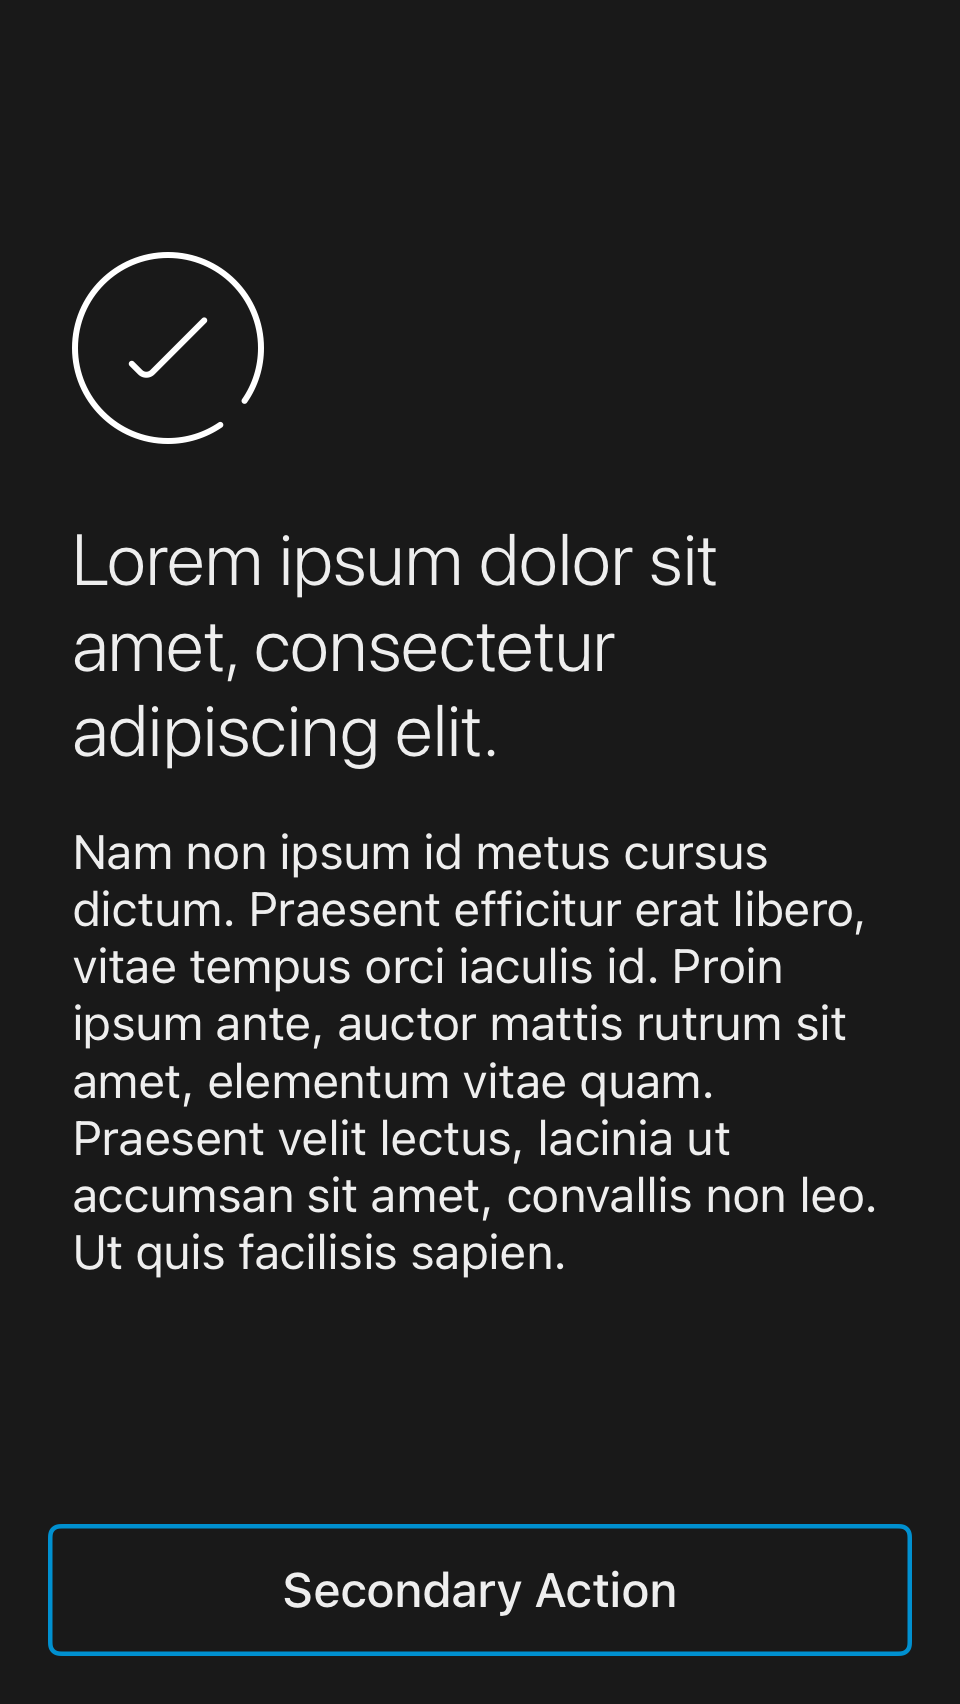 Lorem ipsum dolor sit
amet, consectetur
adipiscing elit.
Nam non ipsum id metus cursus
dictum. Praesent efficitur erat libero,
vitae tempus orci iaculis id. Proin
ipsum ante, auctor mattis rutrum sit
amet, elementum vitae quam.
Praesent velit lectus, lacinia ut
accumsan sit amet, convallis non leo.
Ut quis facilisis sapien.
Secondary Action